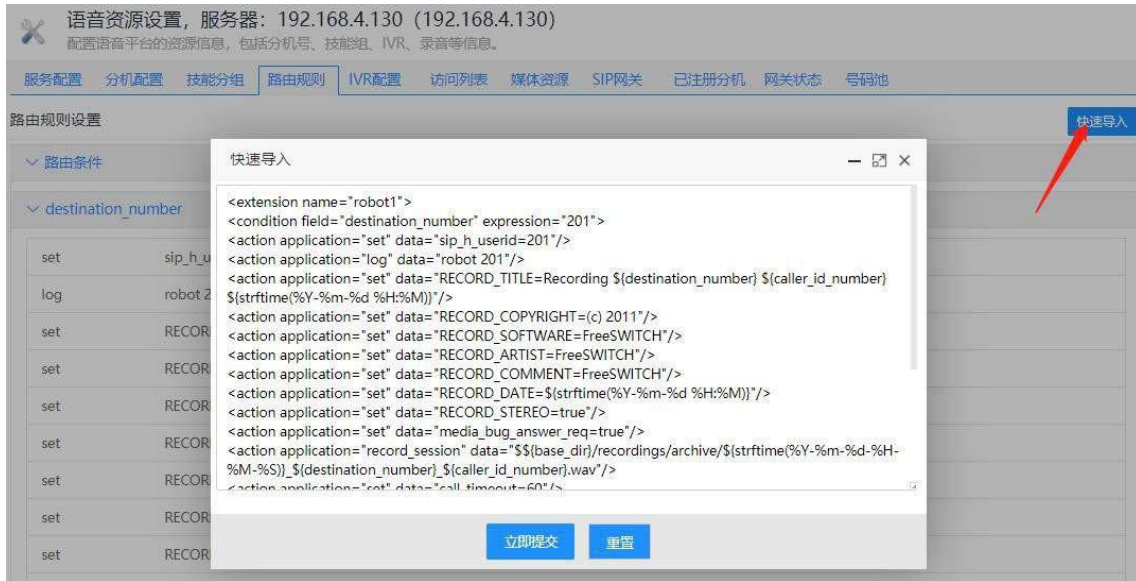 语音资源设置，服务器：192.168.4.130（192.168.4.130）
配置语音平台的资源信息，包括分机号、技能组、IVR、录音等信息。
服务配置 分机配置 技能分组 路由规则 IVR配置 访问列表 媒体资源 SIP网关 已注册分机 网关状态 号码池
路由规则设置 快速导入
路由条件
destination_number
set sip_h_u
log robot 2
set RECOR
set RECOR
set RECOR
set RECOR
set RECOR
set RECOR
set RECOR
快速导入
<extension name="robot1">
<condition field="destination_number" expression="201">
<action application="set" data="sip_h_userid=201"/>
<action application="log" data="robot 201"/>
<action application="set" data="RECORD_TITLE=Recording ${destination_number} ${caller_id_number}
${strftime(%Y-%m-%d %H:%M)}"/>
<action application="set" data="RECORD_COPYRIGHT=(c) 2011"/>
<action application="set" data="RECORD_SOFTWARE=FreeSWITCH"/>
<action application="set" data="RECORD_ARTIST=FreeSWITCH"/>
<action application="set" data="RECORD_COMMENT=FreeSWITCH"/>
<action application="set" data="RECORD_DATE=${strftime(%Y-%m-%d %H:%M)}"/>
<action application="set" data="RECORD_STEREO=true"/>
<action application="set" data="media_bug_answer_req=true"/>
<action application="record_session" data="$${base_dir}/recordings/archive/${strftime(%Y-%m-%d-%H-
%M-%S)}_${destination_number}_${caller_id_number}.wav"/>
<action application="set" data="call_timeout=60"/>
立即提交 重置